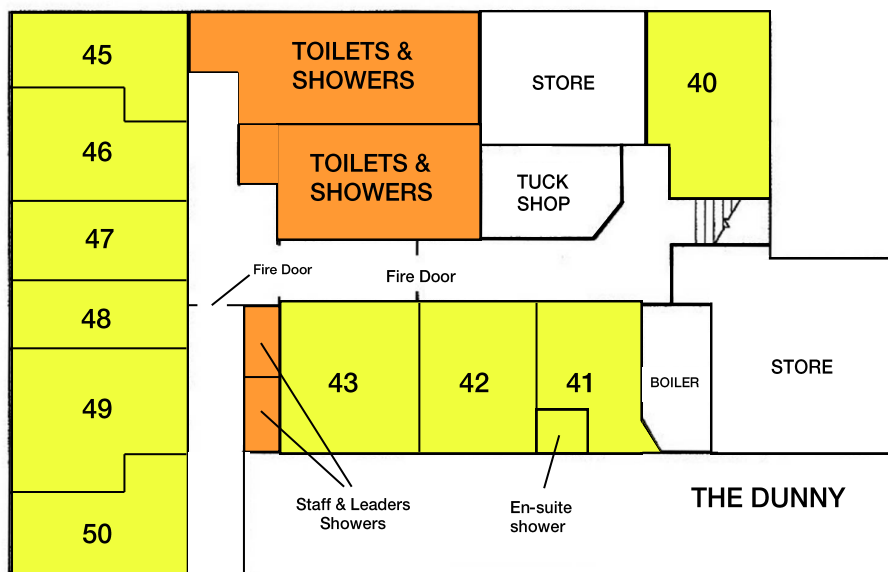 45
TOILETS &
SHOWERS
STORE
40
46
TOILETS &
SHOWERS
TUCK
SHOP
47
Fire Door
Fire Door
48
43
42
41
BOILER
STORE
49
Staff & Leaders
Showers
En-suite
shower
THE DUNNY
50